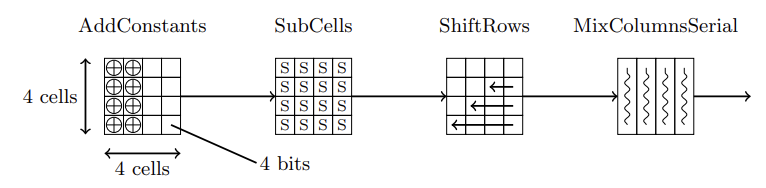 AddConstants SubCells ShiftRows MixColumnsSerial
S S S S
4 cells S S S S
S S S S
S S S S
4 cells 4 bits